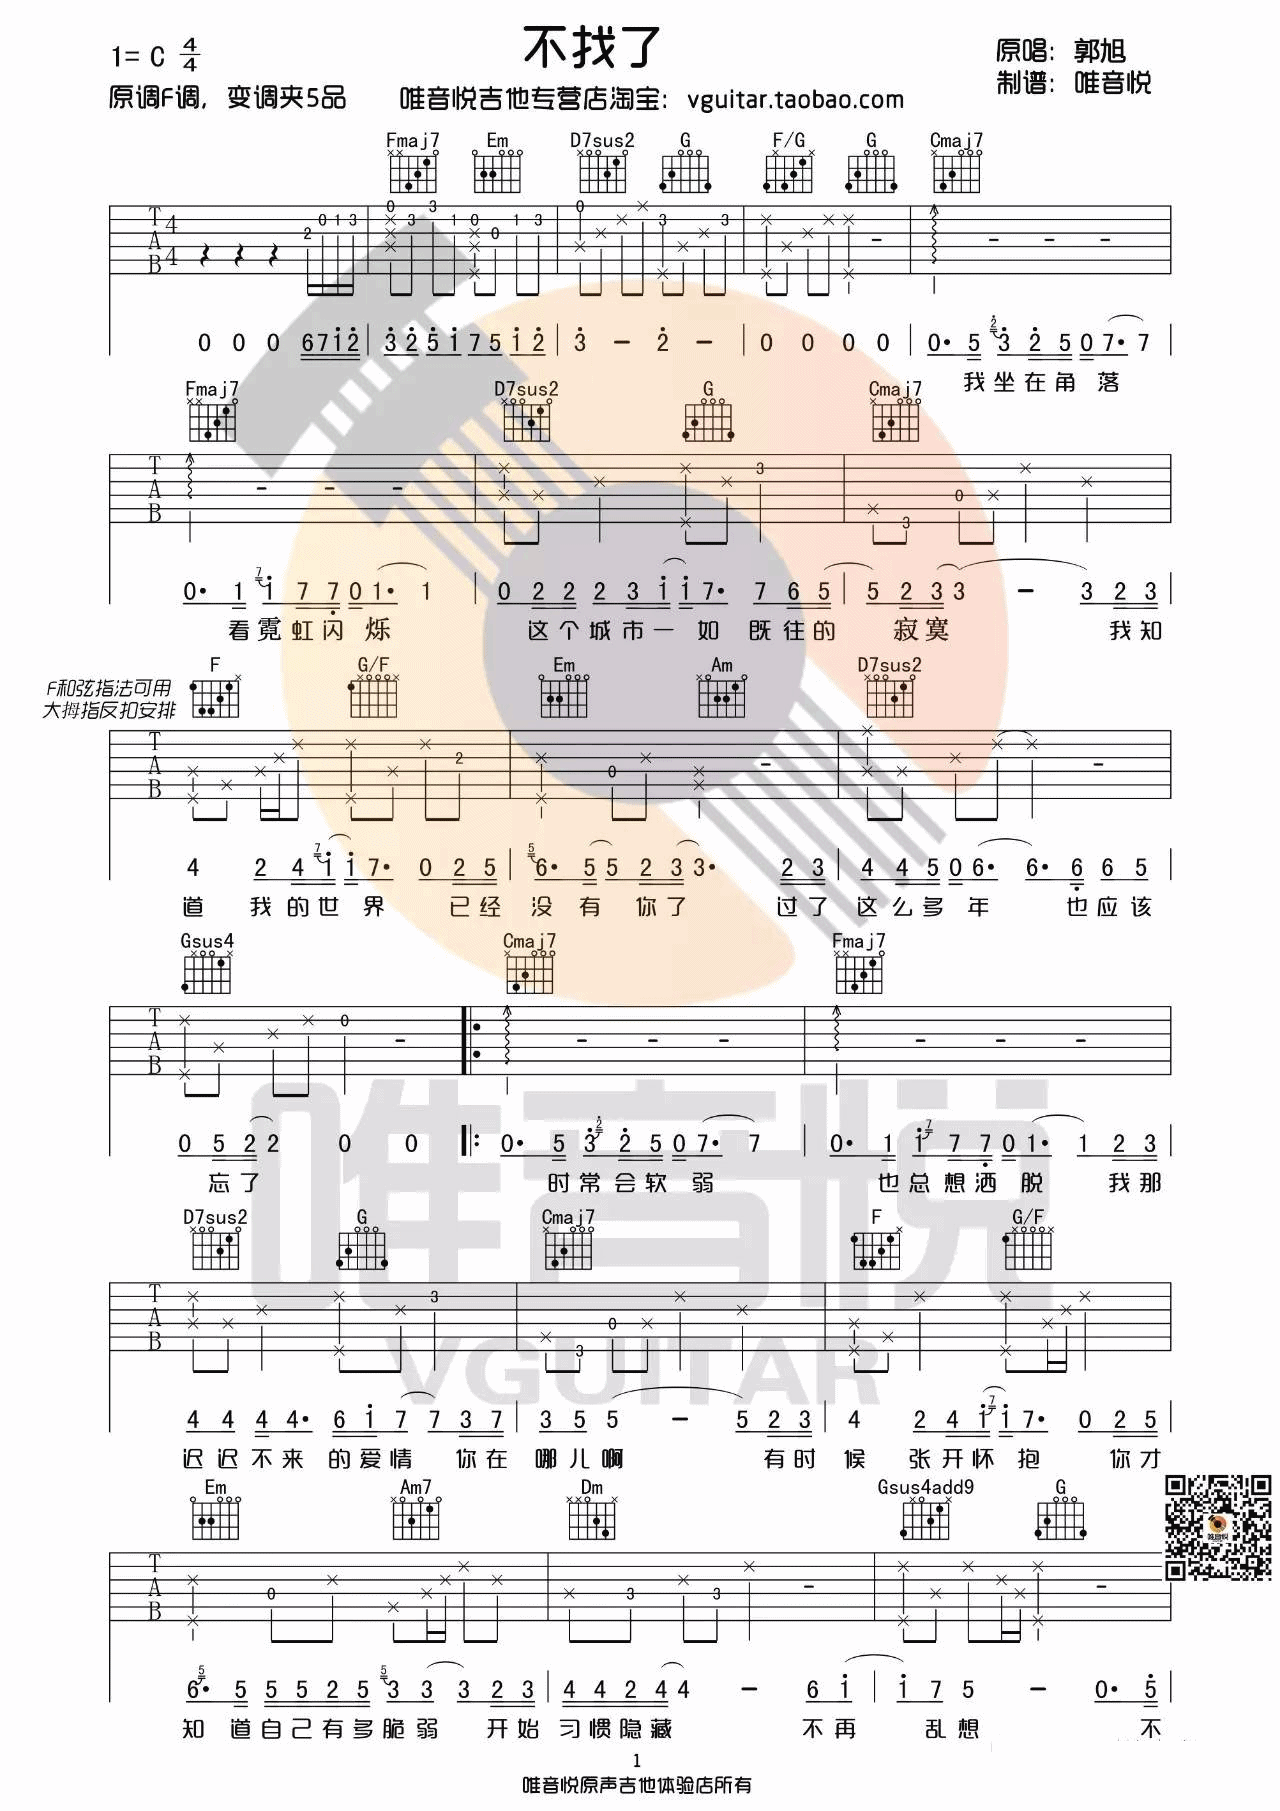 不找了
1= C 4/4
原唱：郭旭
制谱：唯音悦
原调F调，变调夹5品
唯音悦吉他专营店淘宝：vguitar.taobao.com
Fmaj7 Em D7sus2 G F/G G Cmaj7
0 0 0 6712 3251 7512 3 - 2 - 0 0 0 0 0· 5 2 3 2 5 0 7· 7
我坐在角落
Fmaj7 D7sus2 G Cmaj7
0· 1 7 1 7 7 0 1· 1 0 2 2 2 3 1 1 7· 7 6 5 5 2 3 3 - 3 2 3
看霓虹闪烁 这个城市一如既往的寂寞 我知
F G/F Em Am D7sus2
F和弦指法可用
大拇指反扣安排
4 2 4 7 1 1 7· 0 2 5 5 6· 5 5 2 3 3· 2 3 4 4 5 0 6· 6· 6 6 5
道我的世界 已经没有你了 过了这么多年 也应该
Gsus4 Cmaj7 Fmaj7
0 5 2 2 0 0 0· 5 3 2 2 5 0 7· 7 0· 1 1 7 7 7 0 1· 1 2 3
忘了 时常会软弱 也总想洒脱 我那
D7sus2 G Cmaj7 F G/F
4 4 4 4· 6 1 7 7 3 7 3 5 5 - 5 2 3 4 2 4 1 7 1 7· 0 2 5
迟迟不来的爱情 你在哪儿啊 有时候 张开怀抱 你才
Em Am7 Dm Gsus4add9 G
6· 5 5 5 5 2 5 5 3 3 3 2 3 4 4 2 4 4 - 6 1 1 7 5 - 0· 5
知道自己有多脆弱 开始习惯隐藏 不再乱想 不
唯音悦
VGUITAR
唯音悦
1
唯音悦原声吉他体验店所有